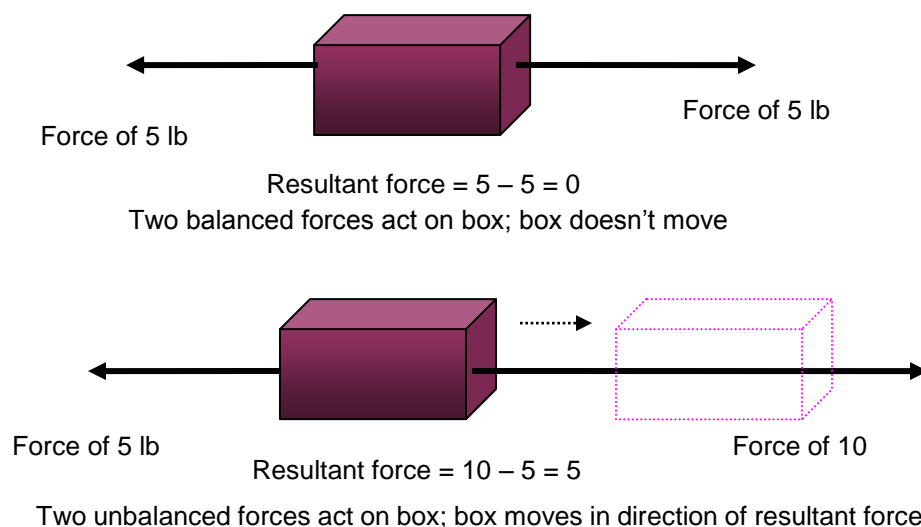 Force of 5 lb
Force of 5 lb
Resultant force = 5 – 5 = 0
Two balanced forces act on box; box doesn’t move
Force of 5 lb
Force of 10
Resultant force = 10 – 5 = 5
Two unbalanced forces act on box; box moves in direction of resultant force